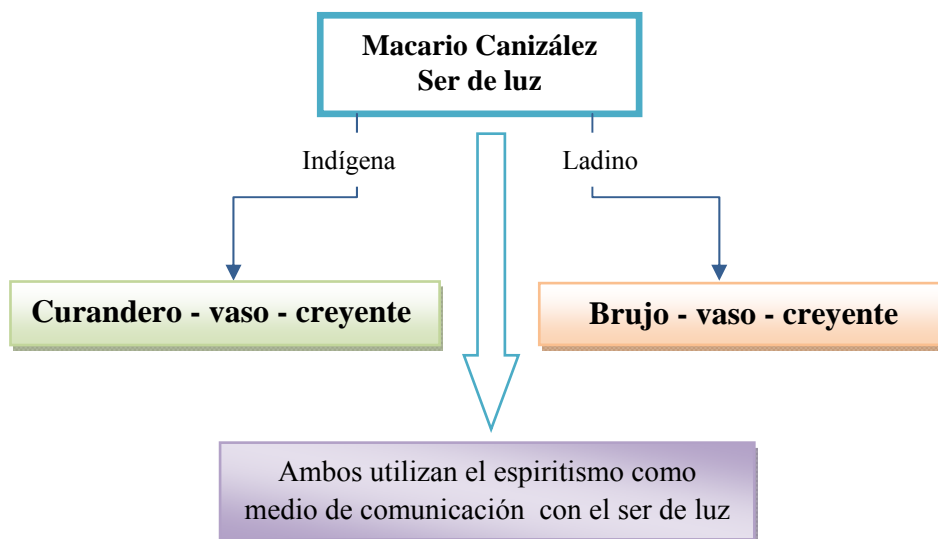 Macario Canizález
Ser de luz
Indígena
Ladino
Curandero - vaso - creyente
Brujo - vaso - creyente
Ambos utilizan el espiritismo como
medio de comunicación con el ser de luz